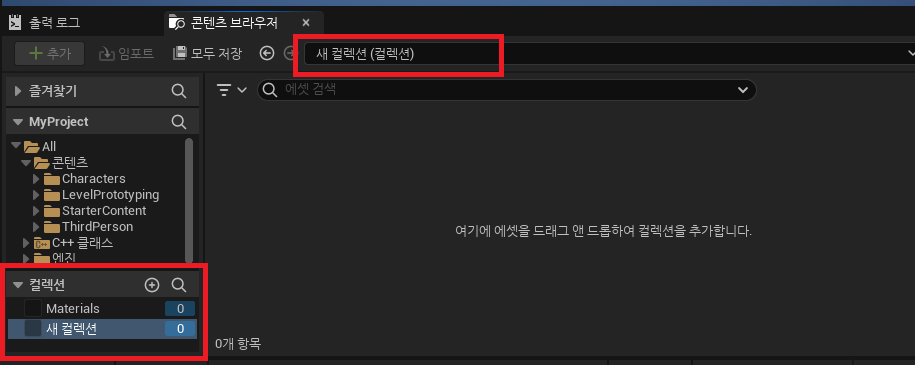 출력 로그
콘텐츠 브라우저
추가
임포트
모두 저장
새 컬렉션 (컬렉션)
즐겨찾기
에셋 검색
MyProject
All
콘텐츠
Characters
LevelPrototyping
StarterContent
ThirdPerson
C++ 클래스
엔진
여기에 에셋을 드래그 앤 드롭하여 컬렉션을 추가합니다.
컬렉션
Materials 0
새 컬렉션 0
0개 항목